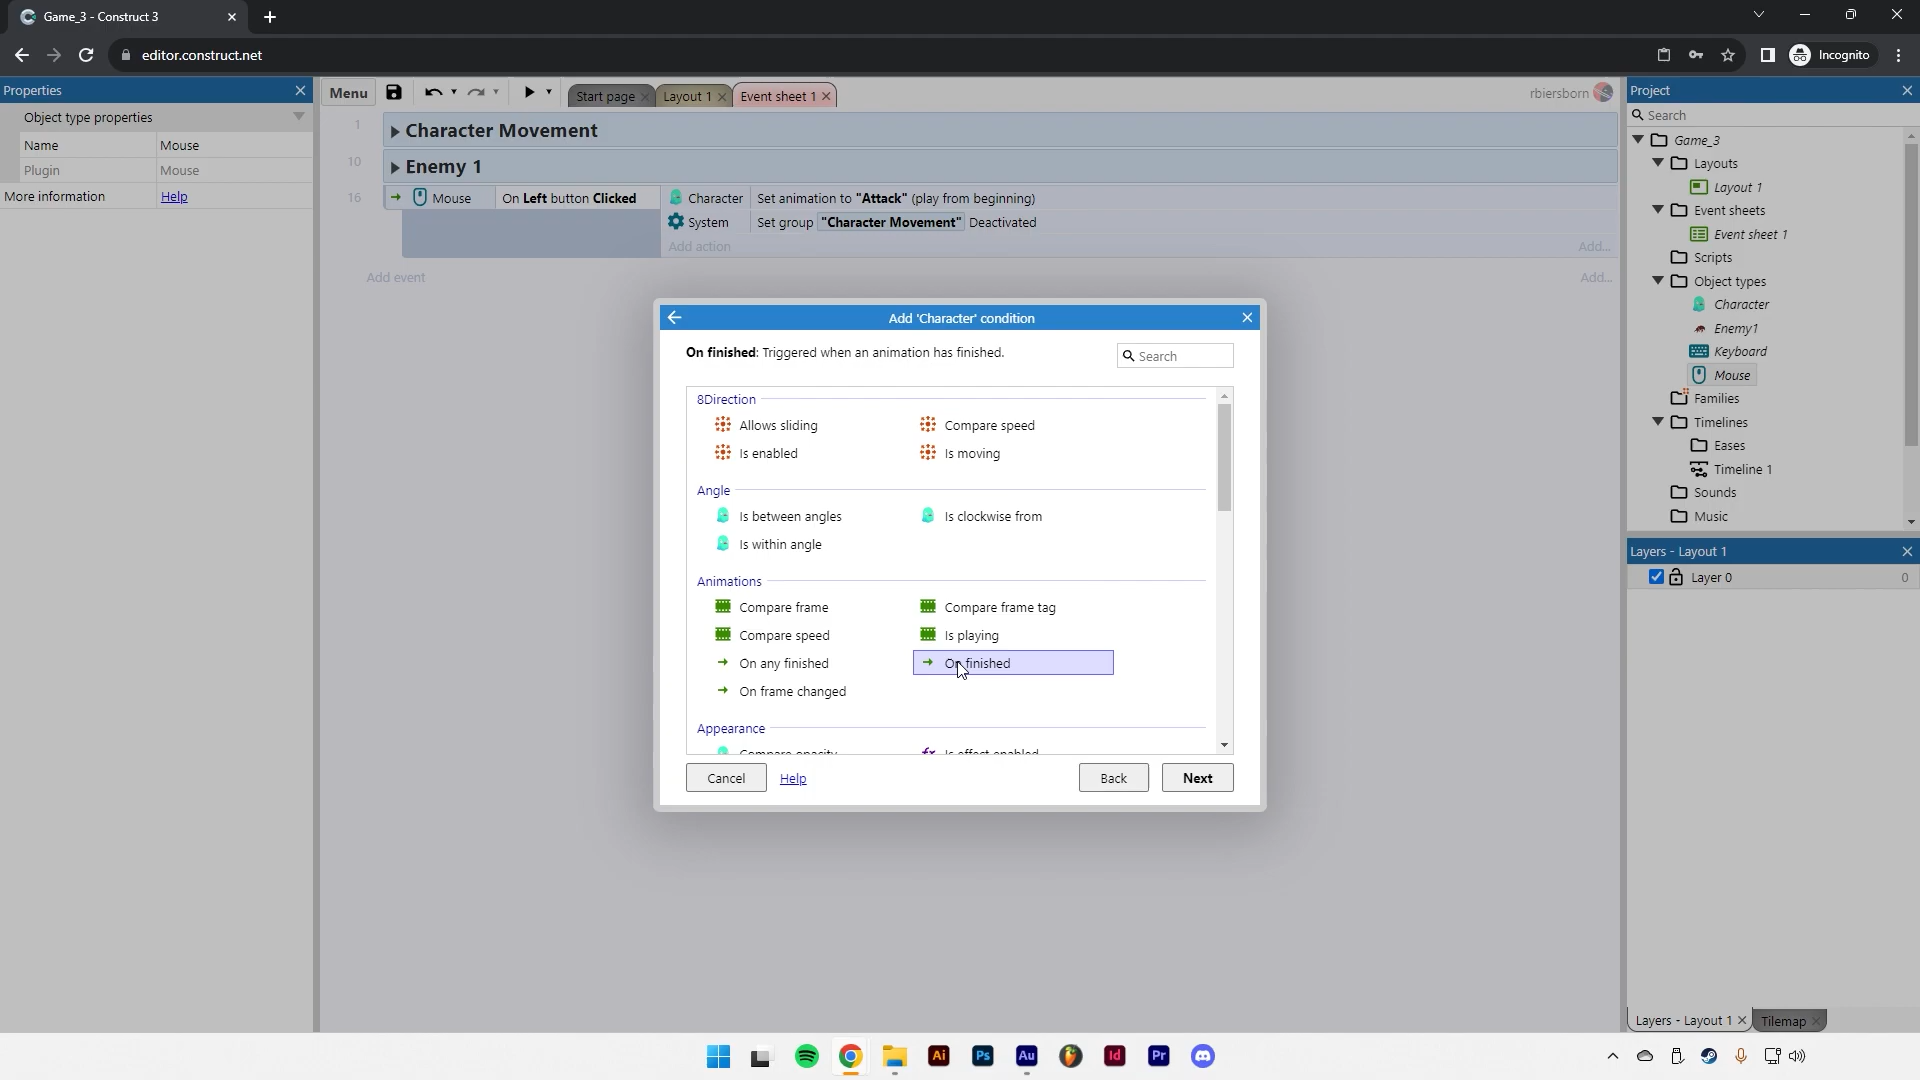 Game_3 - Construct 3
editor.construct.net
Incognito
Properties
Object type properties
Name Mouse
Plugin Mouse
More information Help
Menu
Start page
Layout 1
Event sheet 1
rbiersborn
1 Character Movement
10 Enemy 1
16 Mouse On Left button Clicked Character Set animation to "Attack" (play from beginning)
System Set group "Character Movement" Deactivated
Add action Add...
Add event Add...
Add 'Character' condition
On finished: Triggered when an animation has finished.
Search
8Direction
Allows sliding Compare speed
Is enabled Is moving
Angle
Is between angles Is clockwise from
Is within angle
Animations
Compare frame Compare frame tag
Compare speed Is playing
On any finished On finished
On frame changed
Appearance
Compare opacity Is effect enabled
Cancel Help Back Next
Project
Search
Game_3
Layouts
Layout 1
Event sheets
Event sheet 1
Scripts
Object types
Character
Enemy1
Keyboard
Mouse
Families
Timelines
Eases
Timeline 1
Sounds
Music
Layers - Layout 1
Layer 0 0
Layers - Layout 1 Tilemap
Ai Ps Au Id Pr